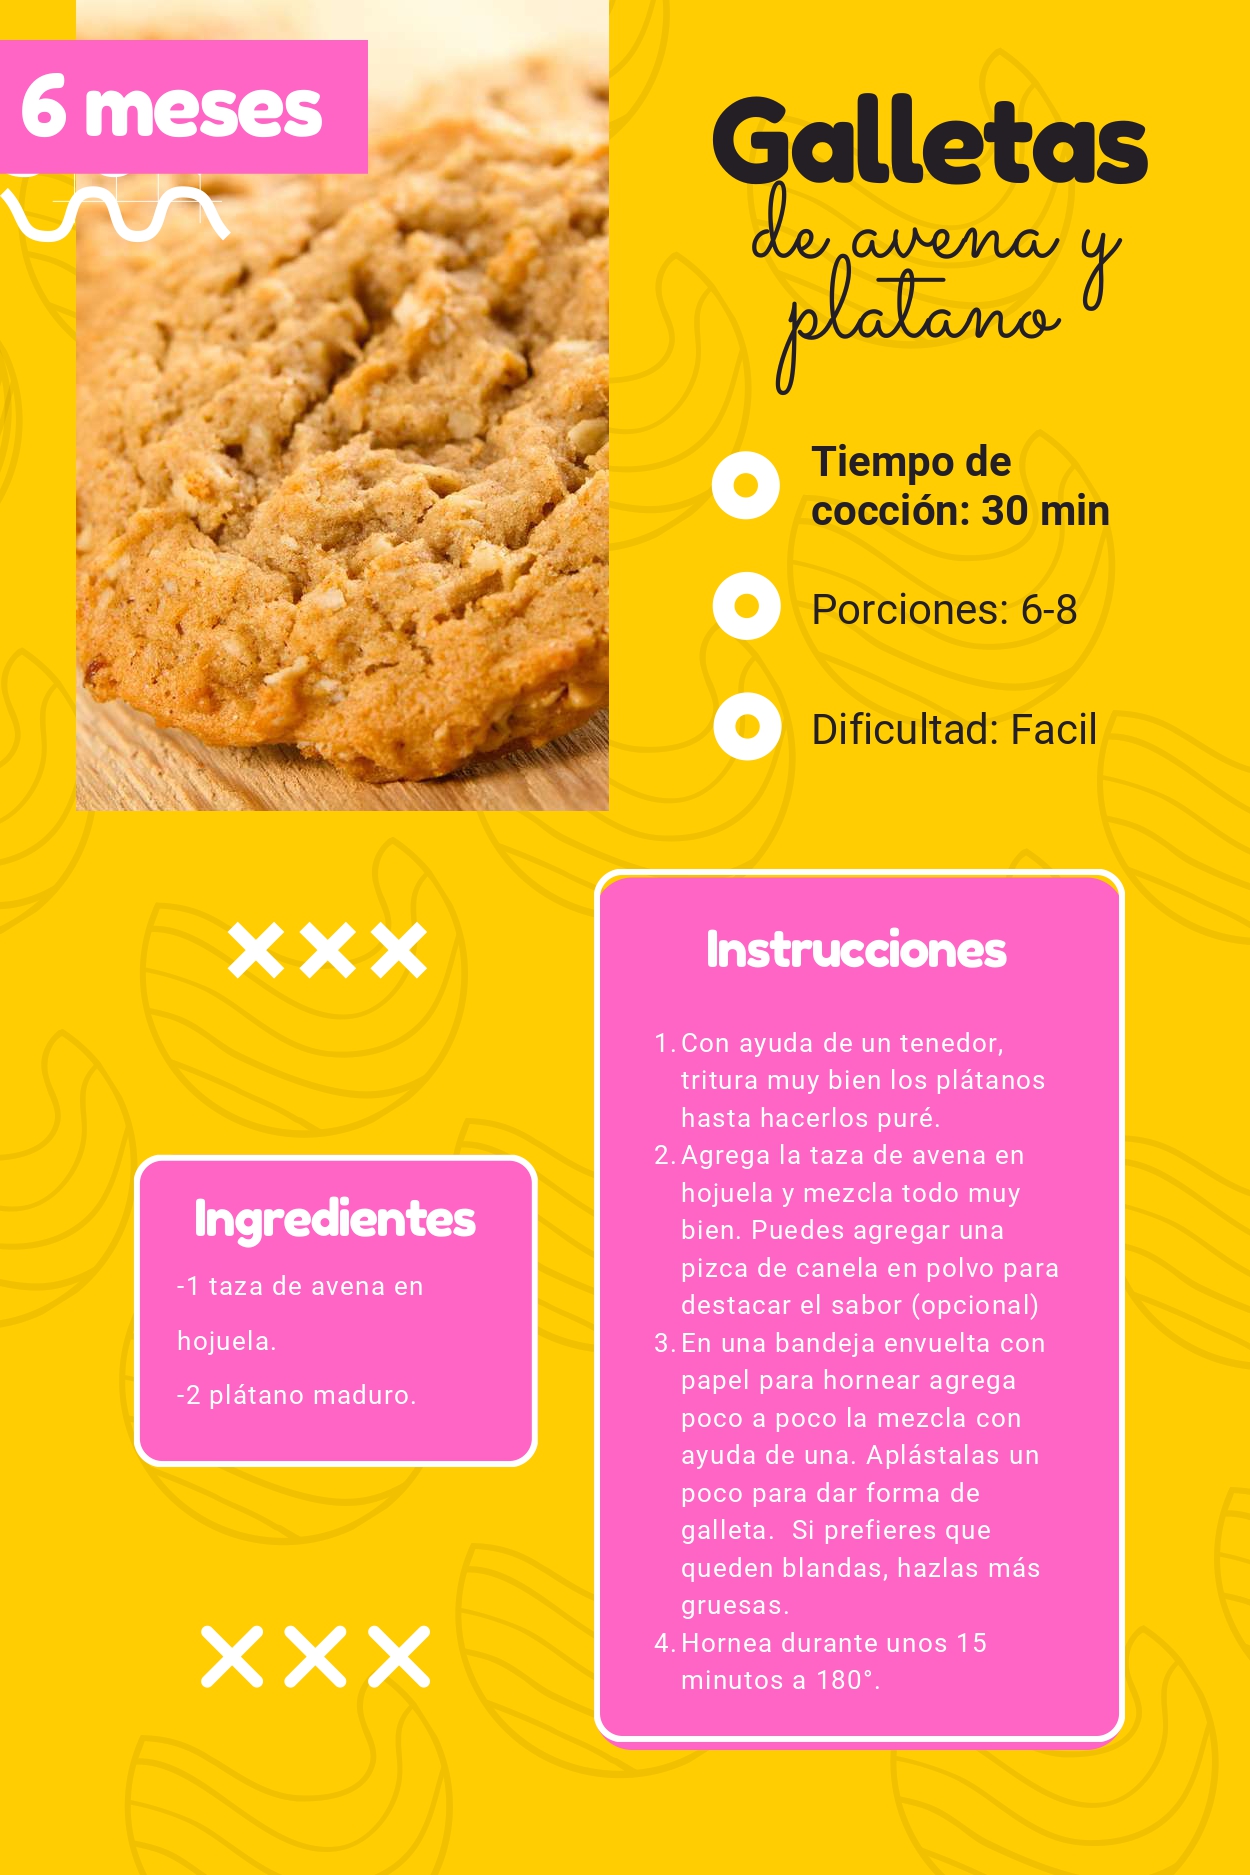 6 meses
Galletas
de avena y
platano
Tiempo de
cocción: 30 min
Porciones: 6-8
Dificultad: Facil
Ingredientes
-1 taza de avena en
hojuela.
-2 plátano maduro.
Instrucciones
1. Con ayuda de un tenedor,
tritura muy bien los plátanos
hasta hacerlos puré.
2. Agrega la taza de avena en
hojuela y mezcla todo muy
bien. Puedes agregar una
pizca de canela en polvo para
destacar el sabor (opcional)
3. En una bandeja envuelta con
papel para hornear agrega
poco a poco la mezcla con
ayuda de una. Aplástalas un
poco para dar forma de
galleta.  Si prefieres que
queden blandas, hazlas más
gruesas.
4. Hornea durante unos 15
minutos a 180°.